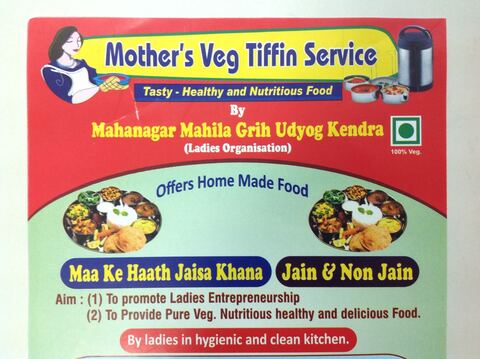 Mother's Veg Tiffin Service
Tasty - Healthy and Nutritious Food
By
Mahanagar Mahila Grih Udyog Kendra
(Ladies Organisation)
100% Veg.
Offers Home Made Food
Maa Ke Haath Jaisa Khana
Jain & Non Jain
Aim : (1) To promote Ladies Entrepreneurship
(2) To Provide Pure Veg. Nutritious healthy and delicious Food.
By ladies in hygienic and clean kitchen.